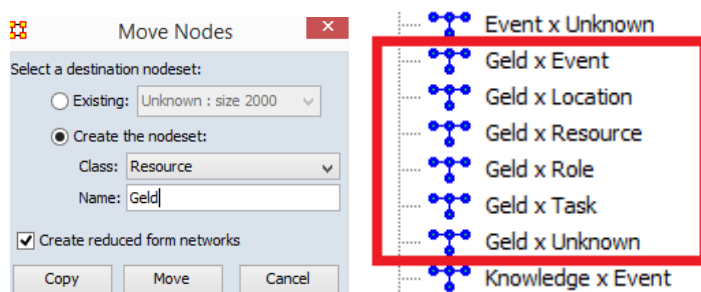 Move Nodes
Select a destination nodeset:
Existing: Unknown : size 2000
Create the nodeset:
Class: Resource
Name: Geld
Create reduced form networks
Copy Move Cancel
Event x Unknown
Geld x Event
Geld x Location
Geld x Resource
Geld x Role
Geld x Task
Geld x Unknown
Knowledge x Event